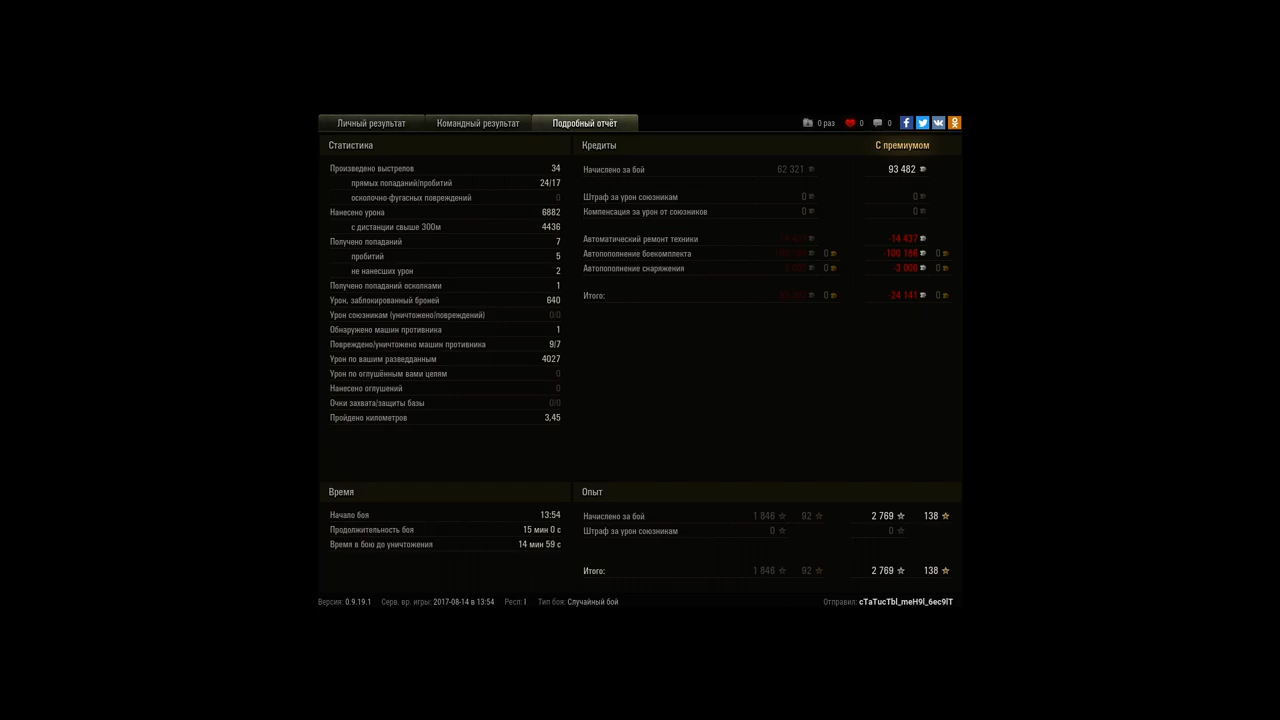 Личный результат Командный результат Подробный отчёт 0 раз 0 0
Статистика
Произведено выстрелов 34
прямых попаданий/пробитий 24/17
осколочно-фугасных повреждений 0
Нанесено урона 6882
с дистанции свыше 300м 4436
Получено попаданий 7
пробитий 5
не нанесших урон 2
Получено попаданий осколками 1
Урон, заблокированный броней 640
Урон союзникам (уничтожено/повреждений) 0/0
Обнаружено машин противника 1
Повреждено/уничтожено машин противника 9/7
Урон по вашим разведданным 4027
Урон по оглушённым вами целям 0
Нанесено оглушений 0
Очки захвата/защиты базы 0/0
Пройдено километров 3,45
Кредиты С премиумом
Начислено за бой 62 321 93 482
Штраф за урон союзникам 0 0
Компенсация за урон от союзников 0 0
Автоматический ремонт техники -14 437
Автопополнение боекомплекта 0 0
Автопополнение снаряжения 0 -3 000 0
Итого: 0 -24 141 0
Время
Начало боя 13:54
Продолжительность боя 15 мин 0 с
Время в бою до уничтожения 14 мин 59 с
Опыт
Начислено за бой 1 846 92 2 769 138
Штраф за урон союзникам 0 0
Итого: 1 846 92 2 769 138
Версия: 0.9.19.1 Серв. вр. игры: 2017-08-14 в 13:54 Респ: I Тип боя: Случайный бой Отправил: cTaTucTbl_meH9l_6ec9lT